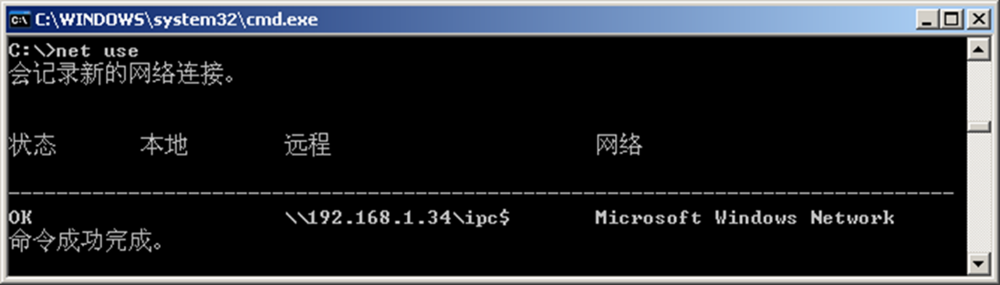 C:\WINDOWS\system32\cmd.exe
C:\>net use
会记录新的网络连接。
状态 本地 远程 网络
-------------------------------------------------------------------------------
OK \\192.168.1.34\ipc$ Microsoft Windows Network
命令成功完成。